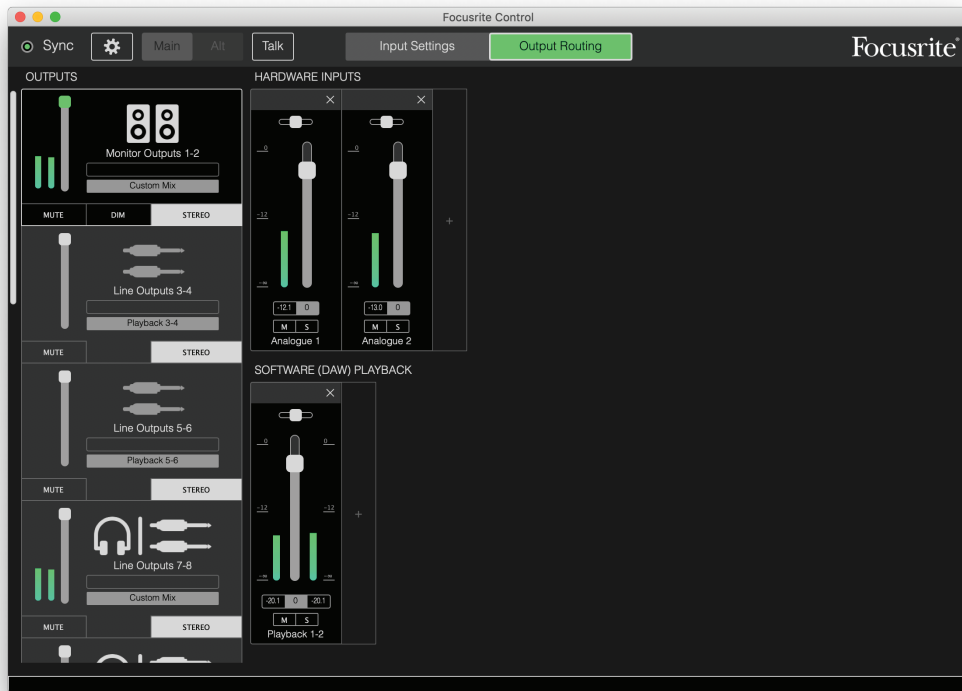 Focusrite Control
Sync
Main
Alt
Talk
Input Settings
Output Routing
Focusrite®
OUTPUTS
Monitor Outputs 1-2
Custom Mix
MUTE DIM STEREO
Line Outputs 3-4
Playback 3-4
MUTE STEREO
Line Outputs 5-6
Playback 5-6
MUTE STEREO
Line Outputs 7-8
Custom Mix
MUTE STEREO
HARDWARE INPUTS
0
-12
-∞
-12.1 0
M S
Analogue 1
0
-12
-∞
-13.0 0
M S
Analogue 2
+
SOFTWARE (DAW) PLAYBACK
0 0
-12 -12
-∞ -∞
-20.1 0 -20.1
M S
Playback 1-2
+